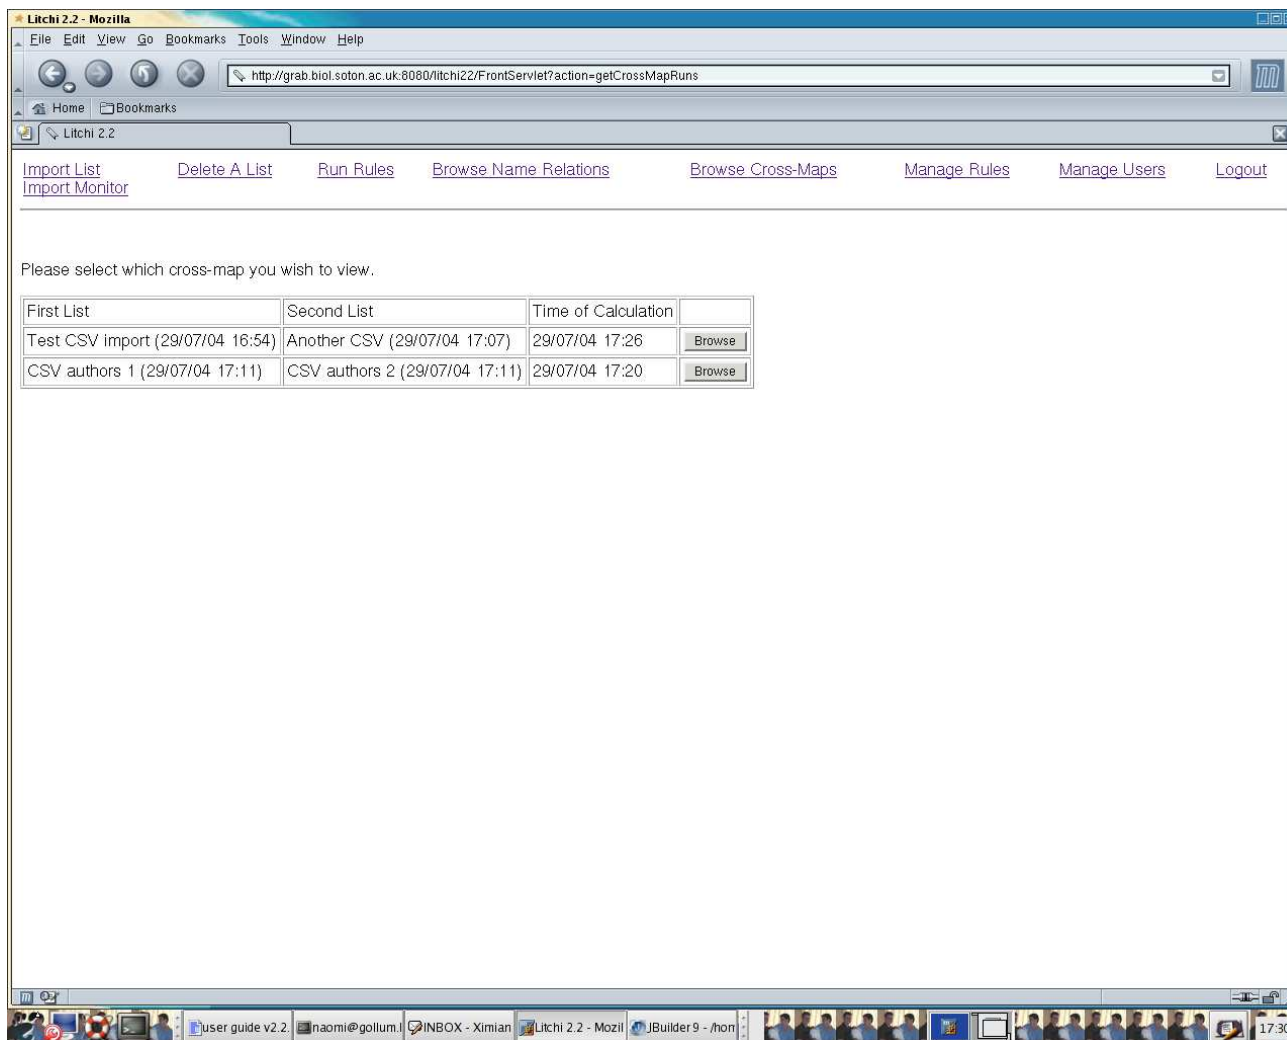 Litchi 2.2 - Mozilla
File Edit View Go Bookmarks Tools Window Help
http://grab.biol.soton.ac.uk:8080/litchi22/FrontServlet?action=getCrossMapRuns
Home Bookmarks
Litchi 2.2
Import List Delete A List Run Rules Browse Name Relations Browse Cross-Maps Manage Rules Manage Users Logout
Import Monitor
Please select which cross-map you wish to view.
First List Second List Time of Calculation
Test CSV import (29/07/04 16:54) Another CSV (29/07/04 17:07) 29/07/04 17:26 Browse
CSV authors 1 (29/07/04 17:11) CSV authors 2 (29/07/04 17:11) 29/07/04 17:20 Browse
user guide v2.2. naomi@gollum.l INBOX - Ximian Litchi 2.2 - Mozil JBuilder 9 - /hom 17:30